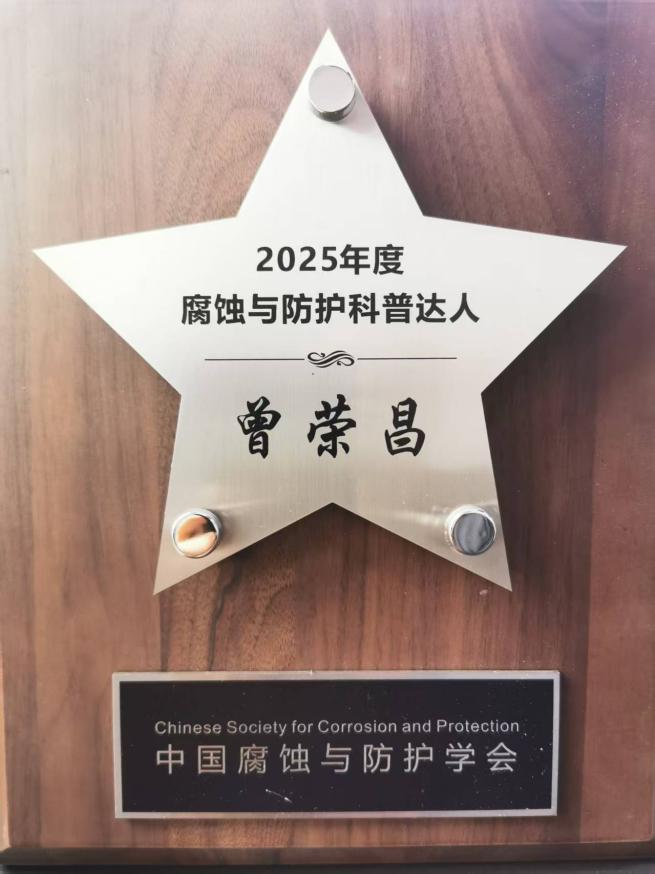 2025年度
腐蚀与防护科普达人
曾荣昌
Chinese Society for Corrosion and Protection
中国腐蚀与防护学会